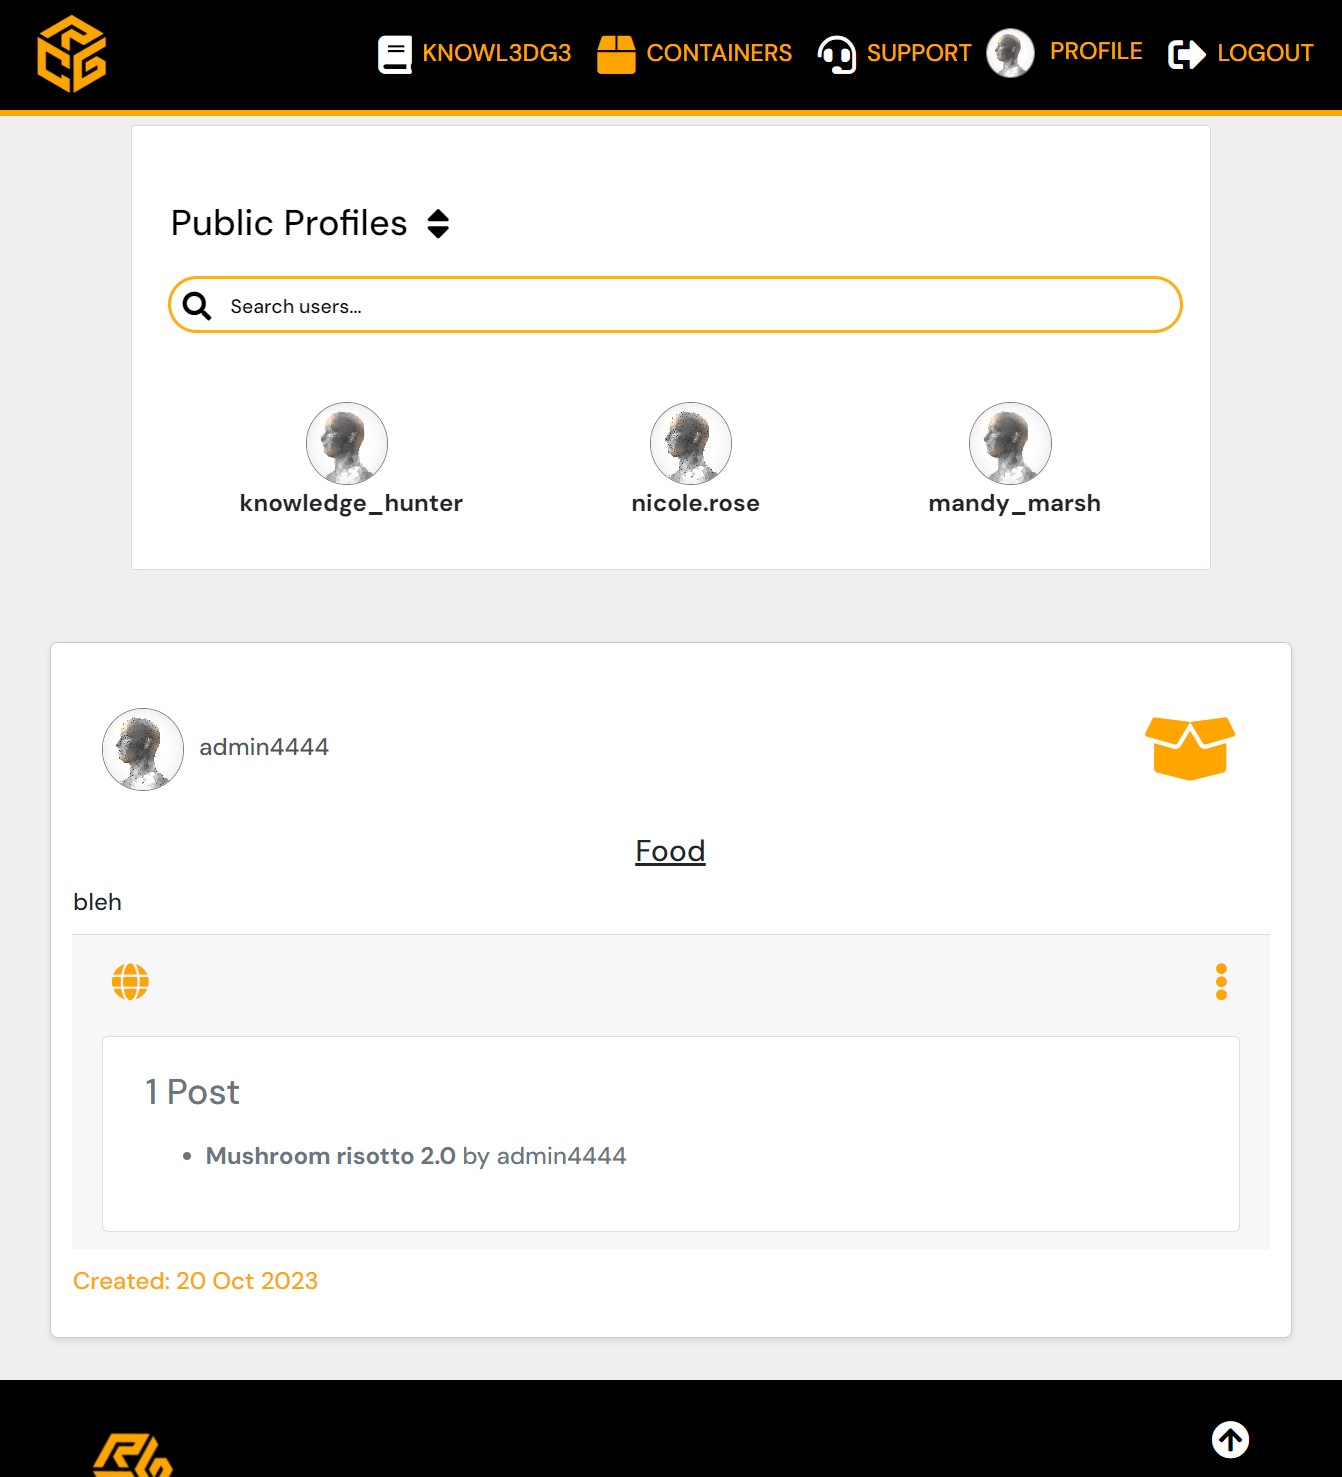 KNOWL3DG3 CONTAINERS SUPPORT PROFILE LOGOUT
Public Profiles
Search users...
knowledge_hunter nicole.rose mandy_marsh
admin4444
Food
bleh
1 Post
Mushroom risotto 2.0 by admin4444
Created: 20 Oct 2023